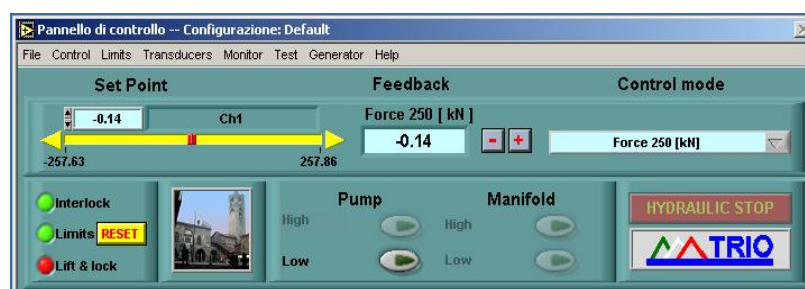 Pannello di controllo -- Configurazione: Default
File Control Limits Transducers Monitor Test Generator Help
Set Point Feedback Control mode
-0.14 Ch1 Force 250 [ kN ]
-0.14 - + Force 250 [kN]
-257.63 257.86
Interlock Pump Manifold
High High HYDRAULIC STOP
Limits RESET
Low Low TRIO
Lift & lock